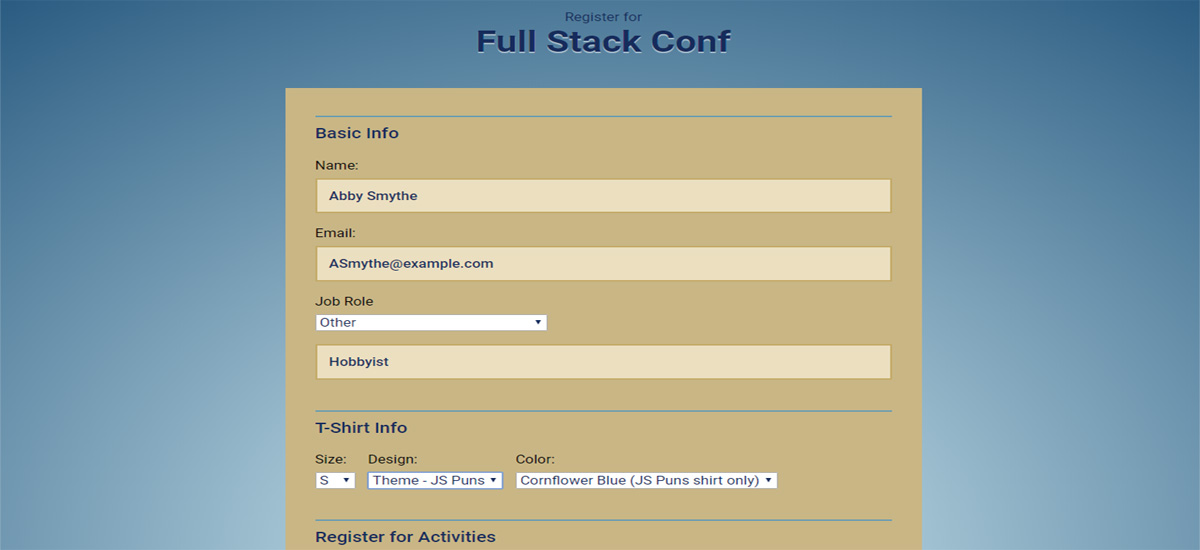 Register for
Full Stack Conf
Basic Info
Name:
Abby Smythe
Email:
ASmythe@example.com
Job Role
Other
Hobbyist
T-Shirt Info
Size: Design: Color:
S Theme - JS Puns Cornflower Blue (JS Puns shirt only)
Register for Activities